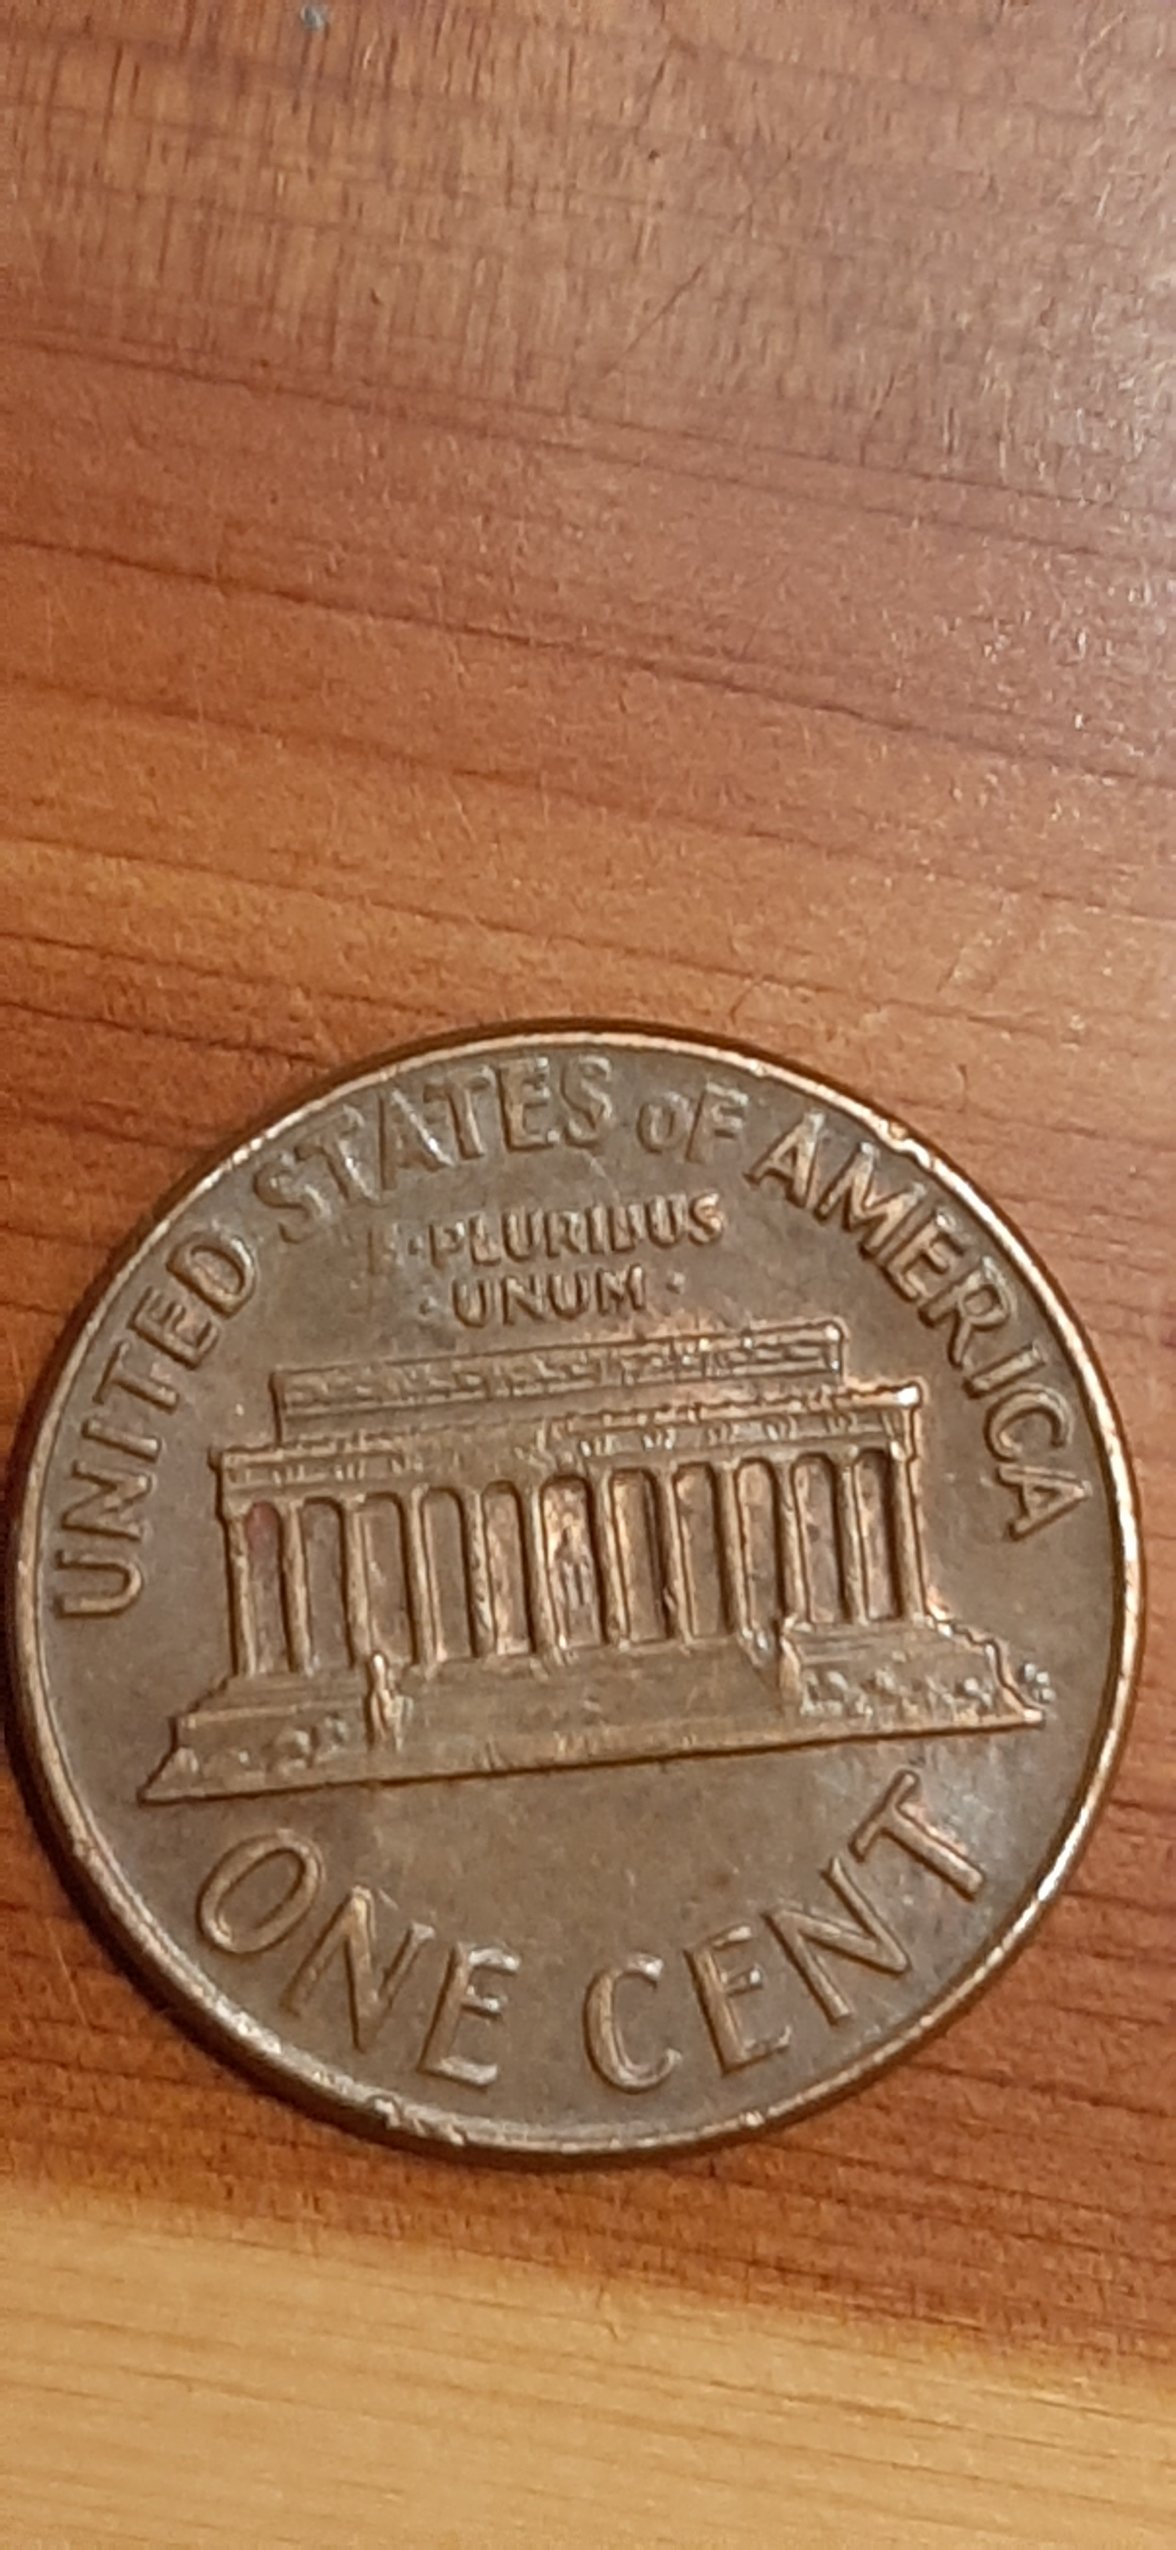 UNITED STATES OF AMERICA
E·PLURIBUS
·UNUM·
ONE CENT